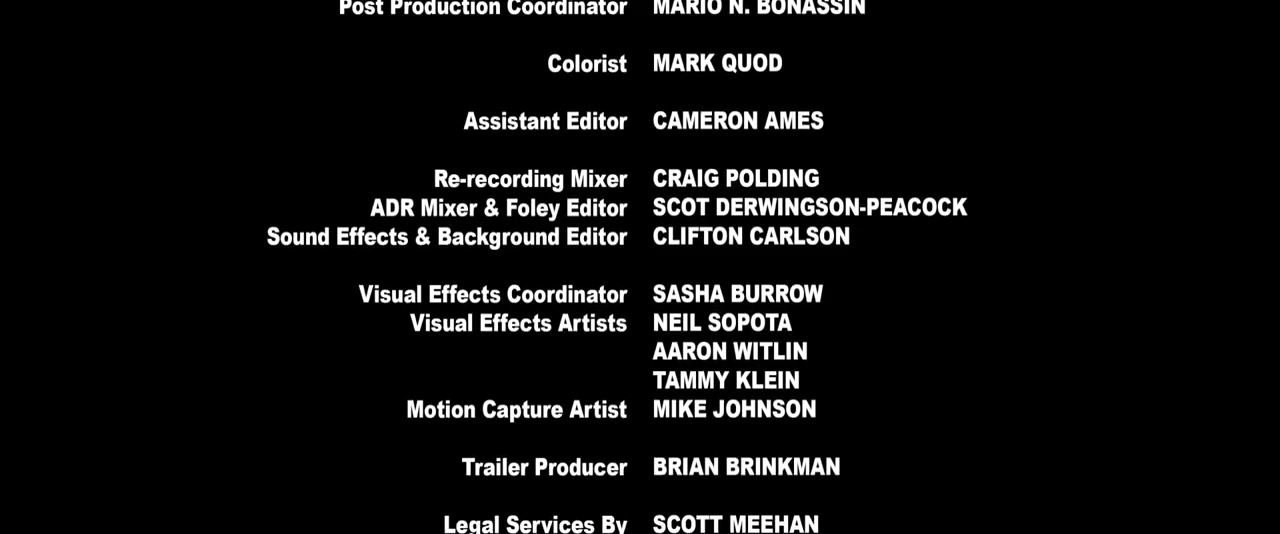 Post Production Coordinator MARIO N. BONASSIN
Colorist MARK QUOD
Assistant Editor CAMERON AMES
Re-recording Mixer CRAIG POLDING
ADR Mixer & Foley Editor SCOT DERWINGSON-PEACOCK
Sound Effects & Background Editor CLIFTON CARLSON
Visual Effects Coordinator SASHA BURROW
Visual Effects Artists NEIL SOPOTA
AARON WITLIN
TAMMY KLEIN
Motion Capture Artist MIKE JOHNSON
Trailer Producer BRIAN BRINKMAN
Legal Services By SCOTT MEEHAN